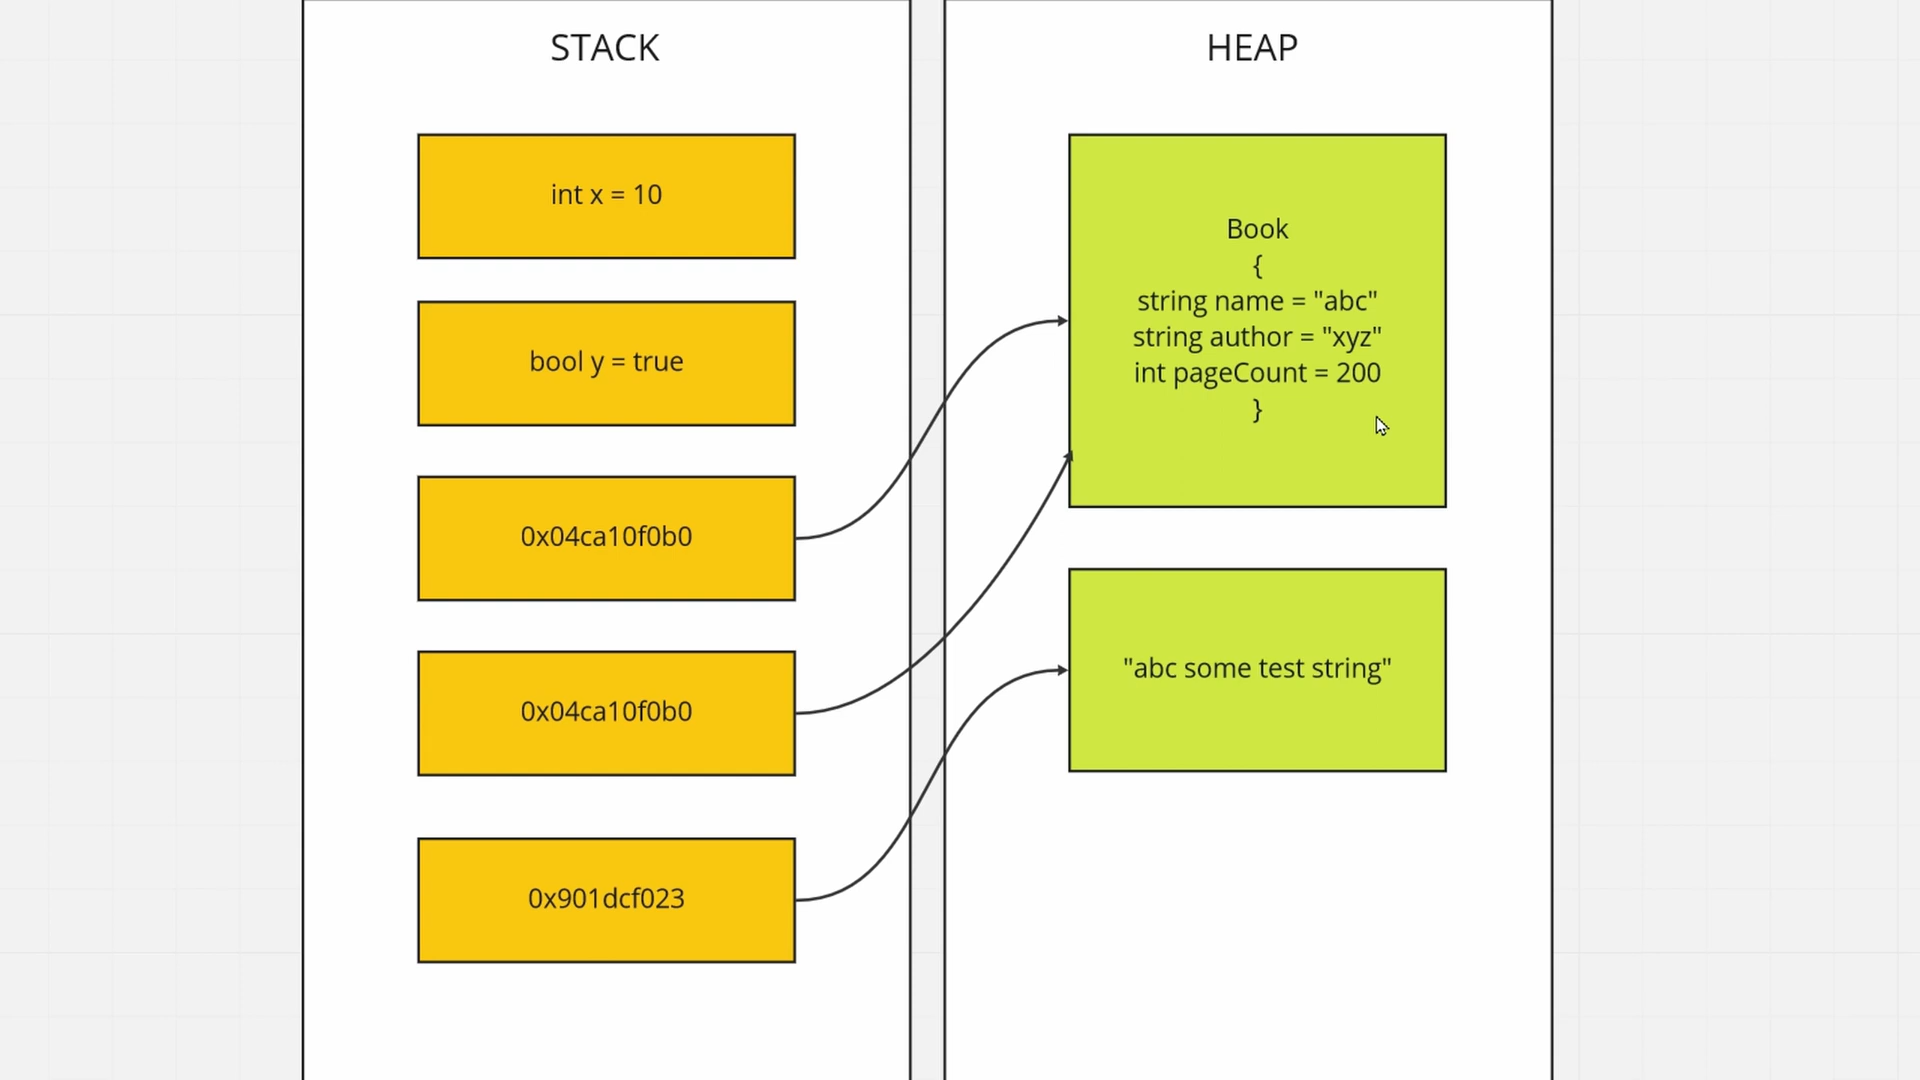 STACK
int x = 10
bool y = true
0x04ca10f0b0
0x04ca10f0b0
0x901dcf023
HEAP
Book
{
string name = "abc"
string author = "xyz"
int pageCount = 200
}
"abc some test string"